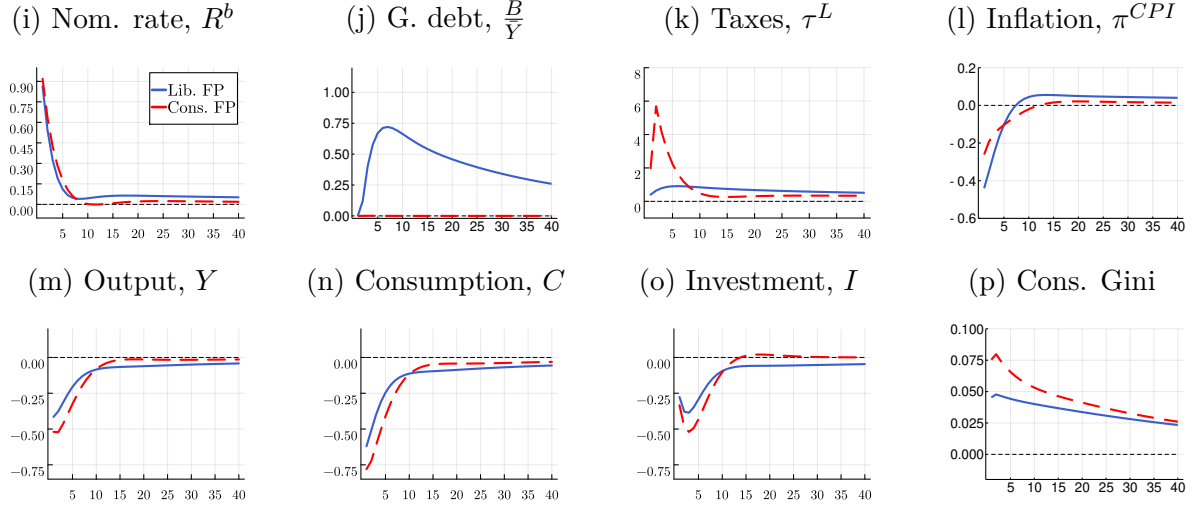 (i) Nom. rate, R^b
(j) G. debt, B/Ȳ
(k) Taxes, τ^L
(l) Inflation, π^CPI
0.90
0.75
0.60
0.45
0.30
0.15
0.00
Lib. FP
Cons. FP
5 10 15 20 25 30 35 40
1.00
0.75
0.50
0.25
0.00
5 10 15 20 25 30 35 40
8
6
4
2
0
5 10 15 20 25 30 35 40
0.2
0.0
- 0.2
- 0.4
- 0.6
5 10 15 20 25 30 35 40
(m) Output, Y
(n) Consumption, C
(o) Investment, I
(p) Cons. Gini
0.00
−0.25
−0.50
−0.75
5 10 15 20 25 30 35 40
0.00
−0.25
−0.50
−0.75
5 10 15 20 25 30 35 40
0.00
−0.25
−0.50
−0.75
5 10 15 20 25 30 35 40
0.100
0.075
0.050
0.025
0.000
5 10 15 20 25 30 35 40